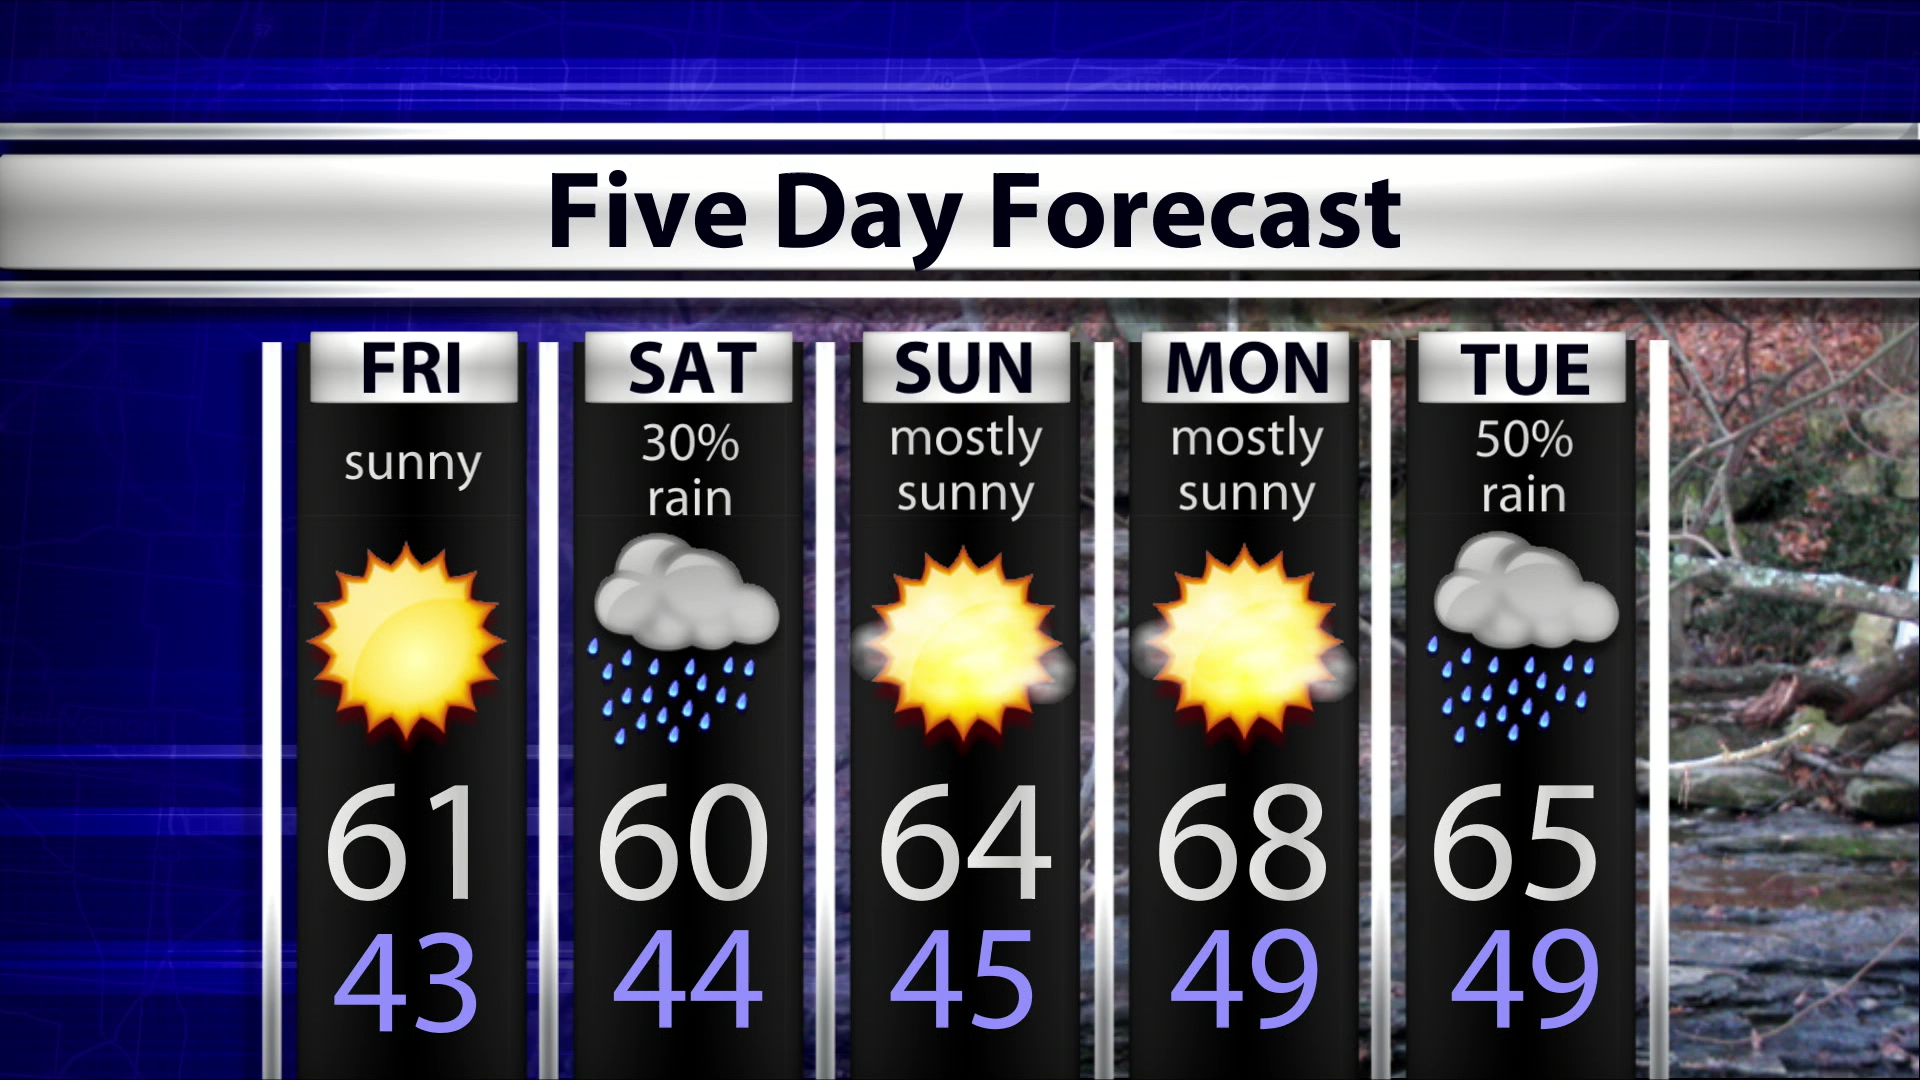 Five Day Forecast
FRI
sunny
61
43
SAT
30%
rain
60
44
SUN
mostly
sunny
64
45
MON
mostly
sunny
68
49
TUE
50%
rain
65
49